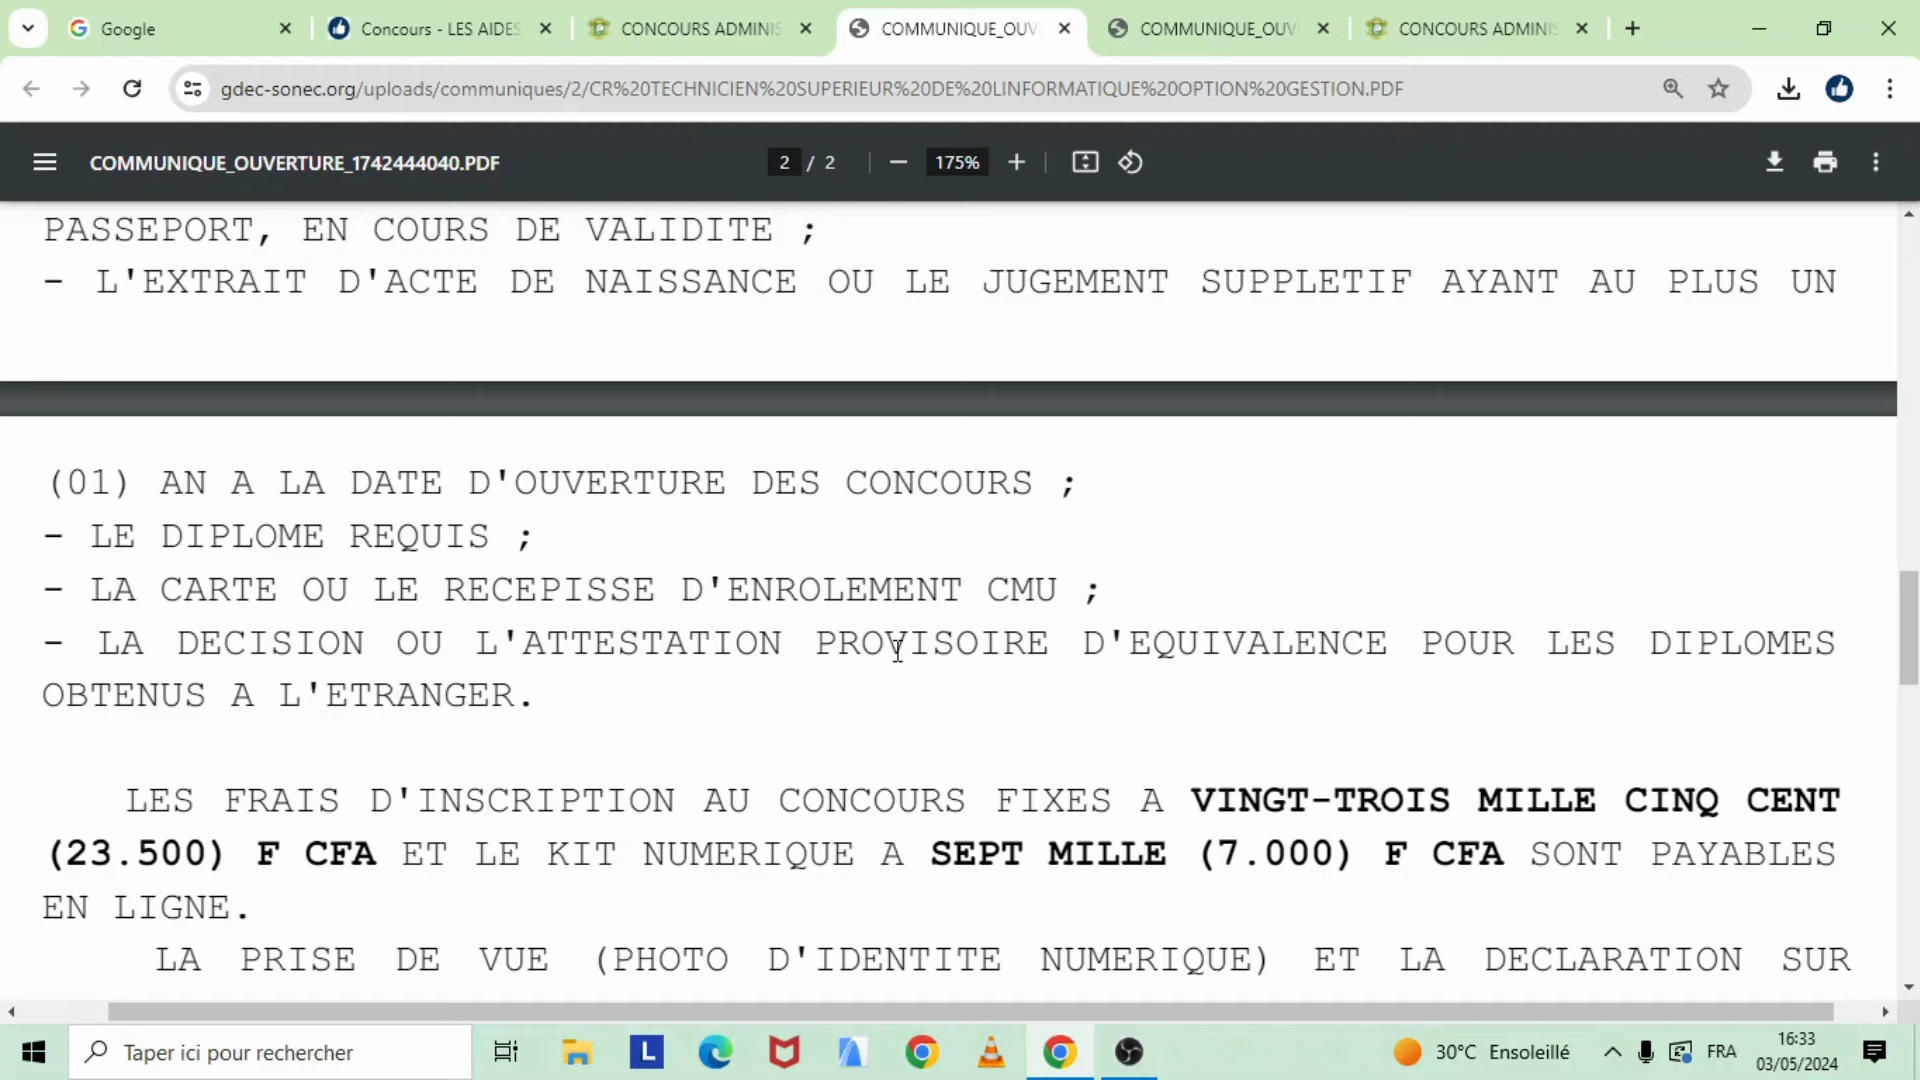 Google
Concours - LES AIDES
CONCOURS ADMINIS
COMMUNIQUE_OUV
COMMUNIQUE_OUV
CONCOURS ADMINIS
gdec-sonec.org/uploads/communiques/2/CR%20TECHNICIEN%20SUPERIEUR%20DE%20LINFORMATIQUE%20OPTION%20GESTION.PDF
COMMUNIQUE_OUVERTURE_1742444040.PDF
2 / 2
175%
PASSEPORT, EN COURS DE VALIDITE ;
- L'EXTRAIT D'ACTE DE NAISSANCE OU LE JUGEMENT SUPPLETIF AYANT AU PLUS UN
(01) AN A LA DATE D'OUVERTURE DES CONCOURS ;
- LE DIPLOME REQUIS ;
- LA CARTE OU LE RECEPISSE D'ENROLEMENT CMU ;
- LA DECISION OU L'ATTESTATION PROVISOIRE D'EQUIVALENCE POUR LES DIPLOMES
OBTENUS A L'ETRANGER.
LES FRAIS D'INSCRIPTION AU CONCOURS FIXES A VINGT-TROIS MILLE CINQ CENT
(23.500) F CFA ET LE KIT NUMERIQUE A SEPT MILLE (7.000) F CFA SONT PAYABLES
EN LIGNE.
LA PRISE DE VUE (PHOTO D'IDENTITE NUMERIQUE) ET LA DECLARATION SUR
Taper ici pour rechercher
L
30°C Ensoleillé
FRA
16:33
03/05/2024